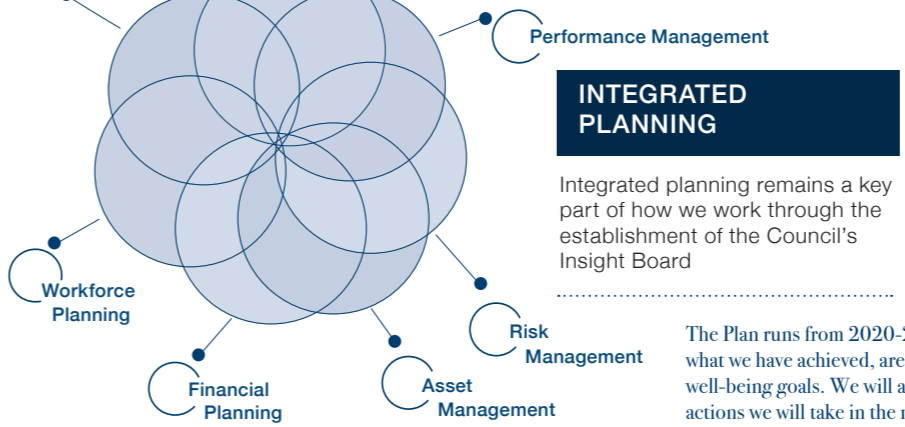 Performance Management
INTEGRATED
PLANNING
Integrated planning remains a key
part of how we work through the
establishment of the Council's
Insight Board
Workforce
Planning
Risk
Management
Financial
Planning
Asset
Management
The Plan runs from 2020-
what we have achieved, are
well-being goals. We will
actions we will take in the